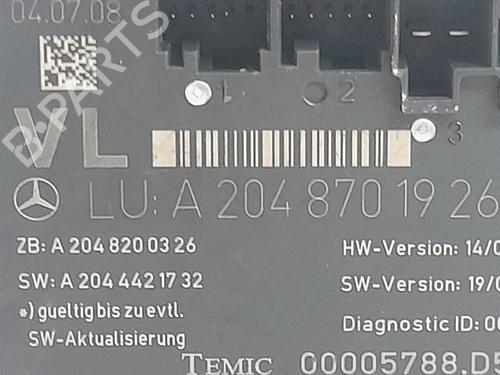 04.07.08
1 2
3
VL
LU: A 204 870 19 26
ZB: A 204 820 03 26
HW-Version: 14/0
SW: A 204 442 17 32
SW-Version: 19/0
*) gueltig bis zu evtl.
SW-Aktualisierung
Diagnostic ID: 00
TEMIC 00005788.D5
B-PARTS